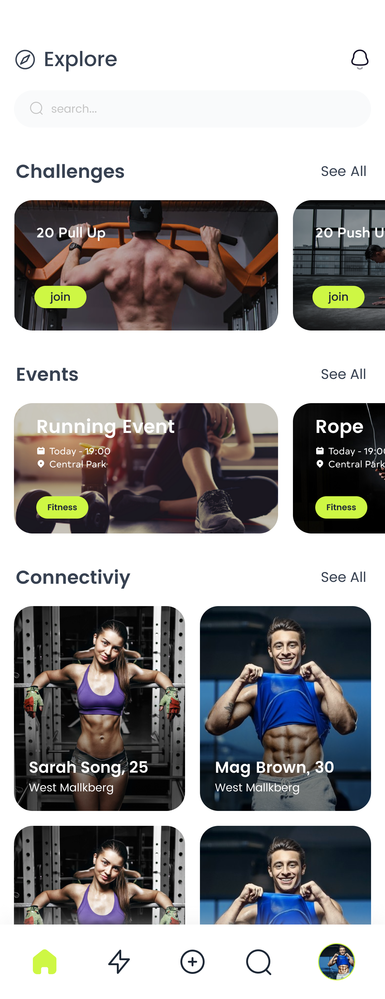 Explore
search...
Challenges
See All
20 Pull Up
20 Push U
join
join
Events
See All
Running Event
Rope
Today - 19:00
Today - 19:00
Central Park
Central Park
Fitness
Fitness
Connectiviy
See All
Sarah Song, 25
Mag Brown, 30
West Mallkberg
West Mallkberg